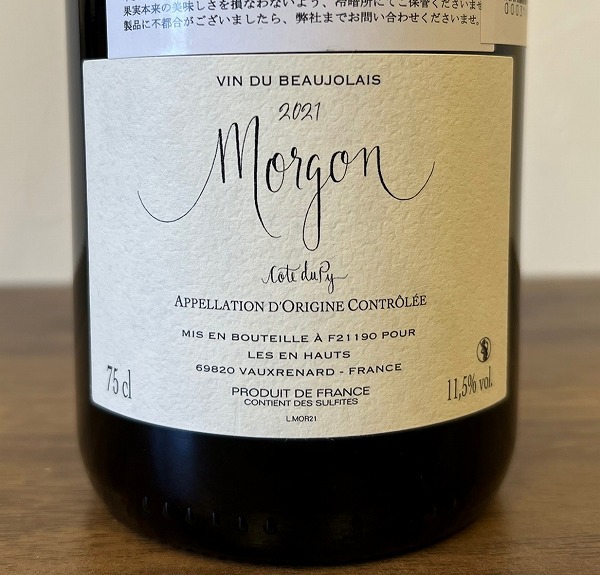 果実本来の美味しさを損なわないよう、冷暗所にてご保管くださいませ
製品に不都合がございましたら、弊社までお問い合わせくださいませ。
VIN DU BEAUJOLAIS
2021
Morgon
Côte du Py
APPELLATION D'ORIGINE CONTRÔLÉE
MIS EN BOUTEILLE À F21190 POUR
LES EN HAUTS
69820 VAUXRENARD - FRANCE
75 cl
11,5% vol.
PRODUIT DE FRANCE
CONTIENT DES SULFITES
L.MOR21